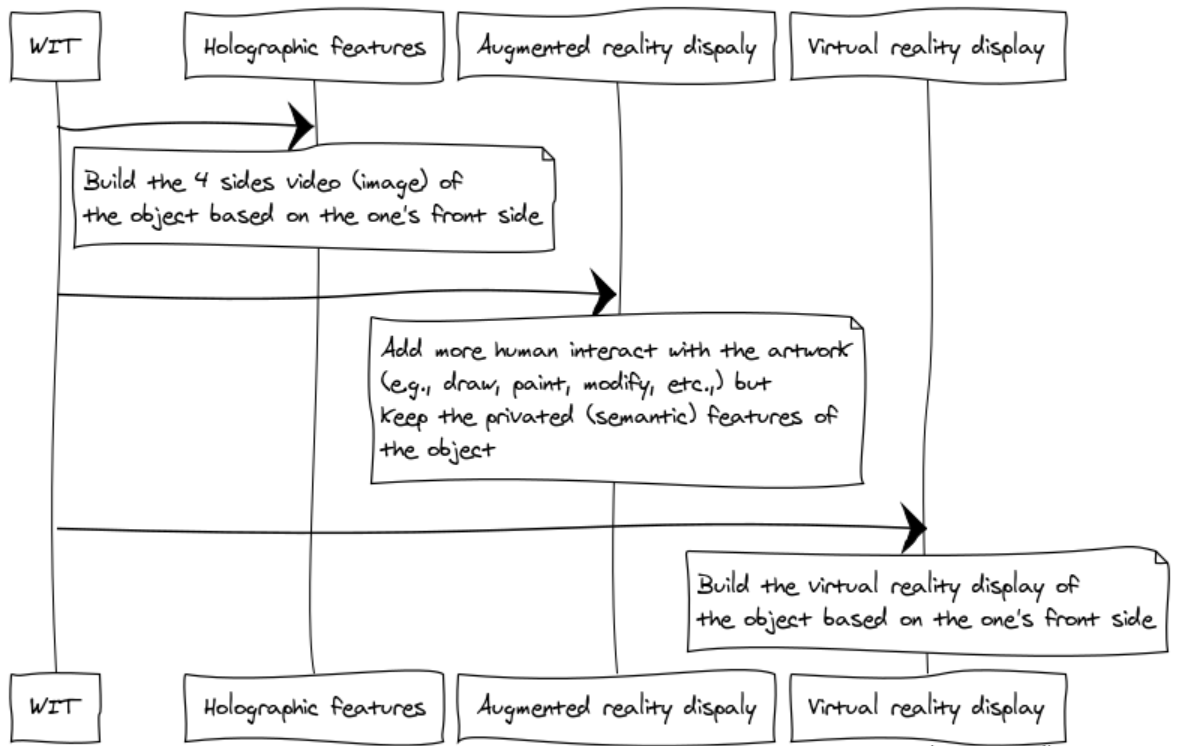 WIT
Holographic features
Augmented reality dispaly
Virtual reality display
Build the 4 sides video (image) of
the object based on the one's front side
Add more human interact with the artwork
(e.g., draw, paint, modify, etc.,) but
keep the privated (semantic) features of
the object
Build the virtual reality display of
the object based on the one's front side
WIT
Holographic features
Augmented reality dispaly
Virtual reality display